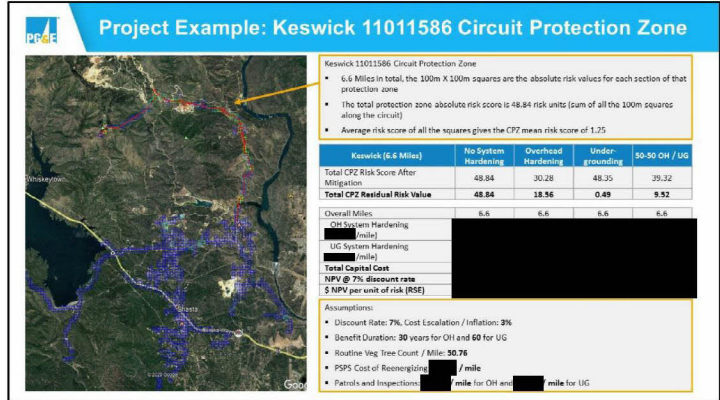 PG&E
Project Example: Keswick 11011586 Circuit Protection Zone
Keswick 11011586 Circuit Protection Zone
▪ 6.6 Miles in total, the 100m X 100m squares are the absolute risk values for each section of that
protection zone
▪ The total protection zone absolute risk is 48.84 risk units (sum of all the 100m squares
along the circuit)
▪ Average risk score of all the squares gives the CPZ mean risk score of 1.25
Keswick (6.6 Miles) No System Hardening Overhead Hardening Under-grounding 50-50 OH / UG
Total CPZ Risk Score After
Mitigation 48.84 30.28 48.35 39.32
Total CPZ Residual Risk Value 48.84 18.56 0.49 9.52
Overall Miles 6.6 6.6 6.6 6.6
OH System Hardening
/mile)
UG System Hardening
/mile)
Total Capital Cost
NPV @ 7% discount rate
$ NPV per unit of risk (RSE)
Assumptions:
▪ Discount Rate: 7%, Cost Escalation / Inflation: 3%
▪ Benefit Duration: 30 years for OH and 60 for UG
▪ Routine Veg Tree Count / Mile: 50.76
▪ PSPS Cost of Reenergizing / mile
▪ Patrols and Inspections: / mile for OH and / mile for UG
Whiskeytown
Shasta
Goo